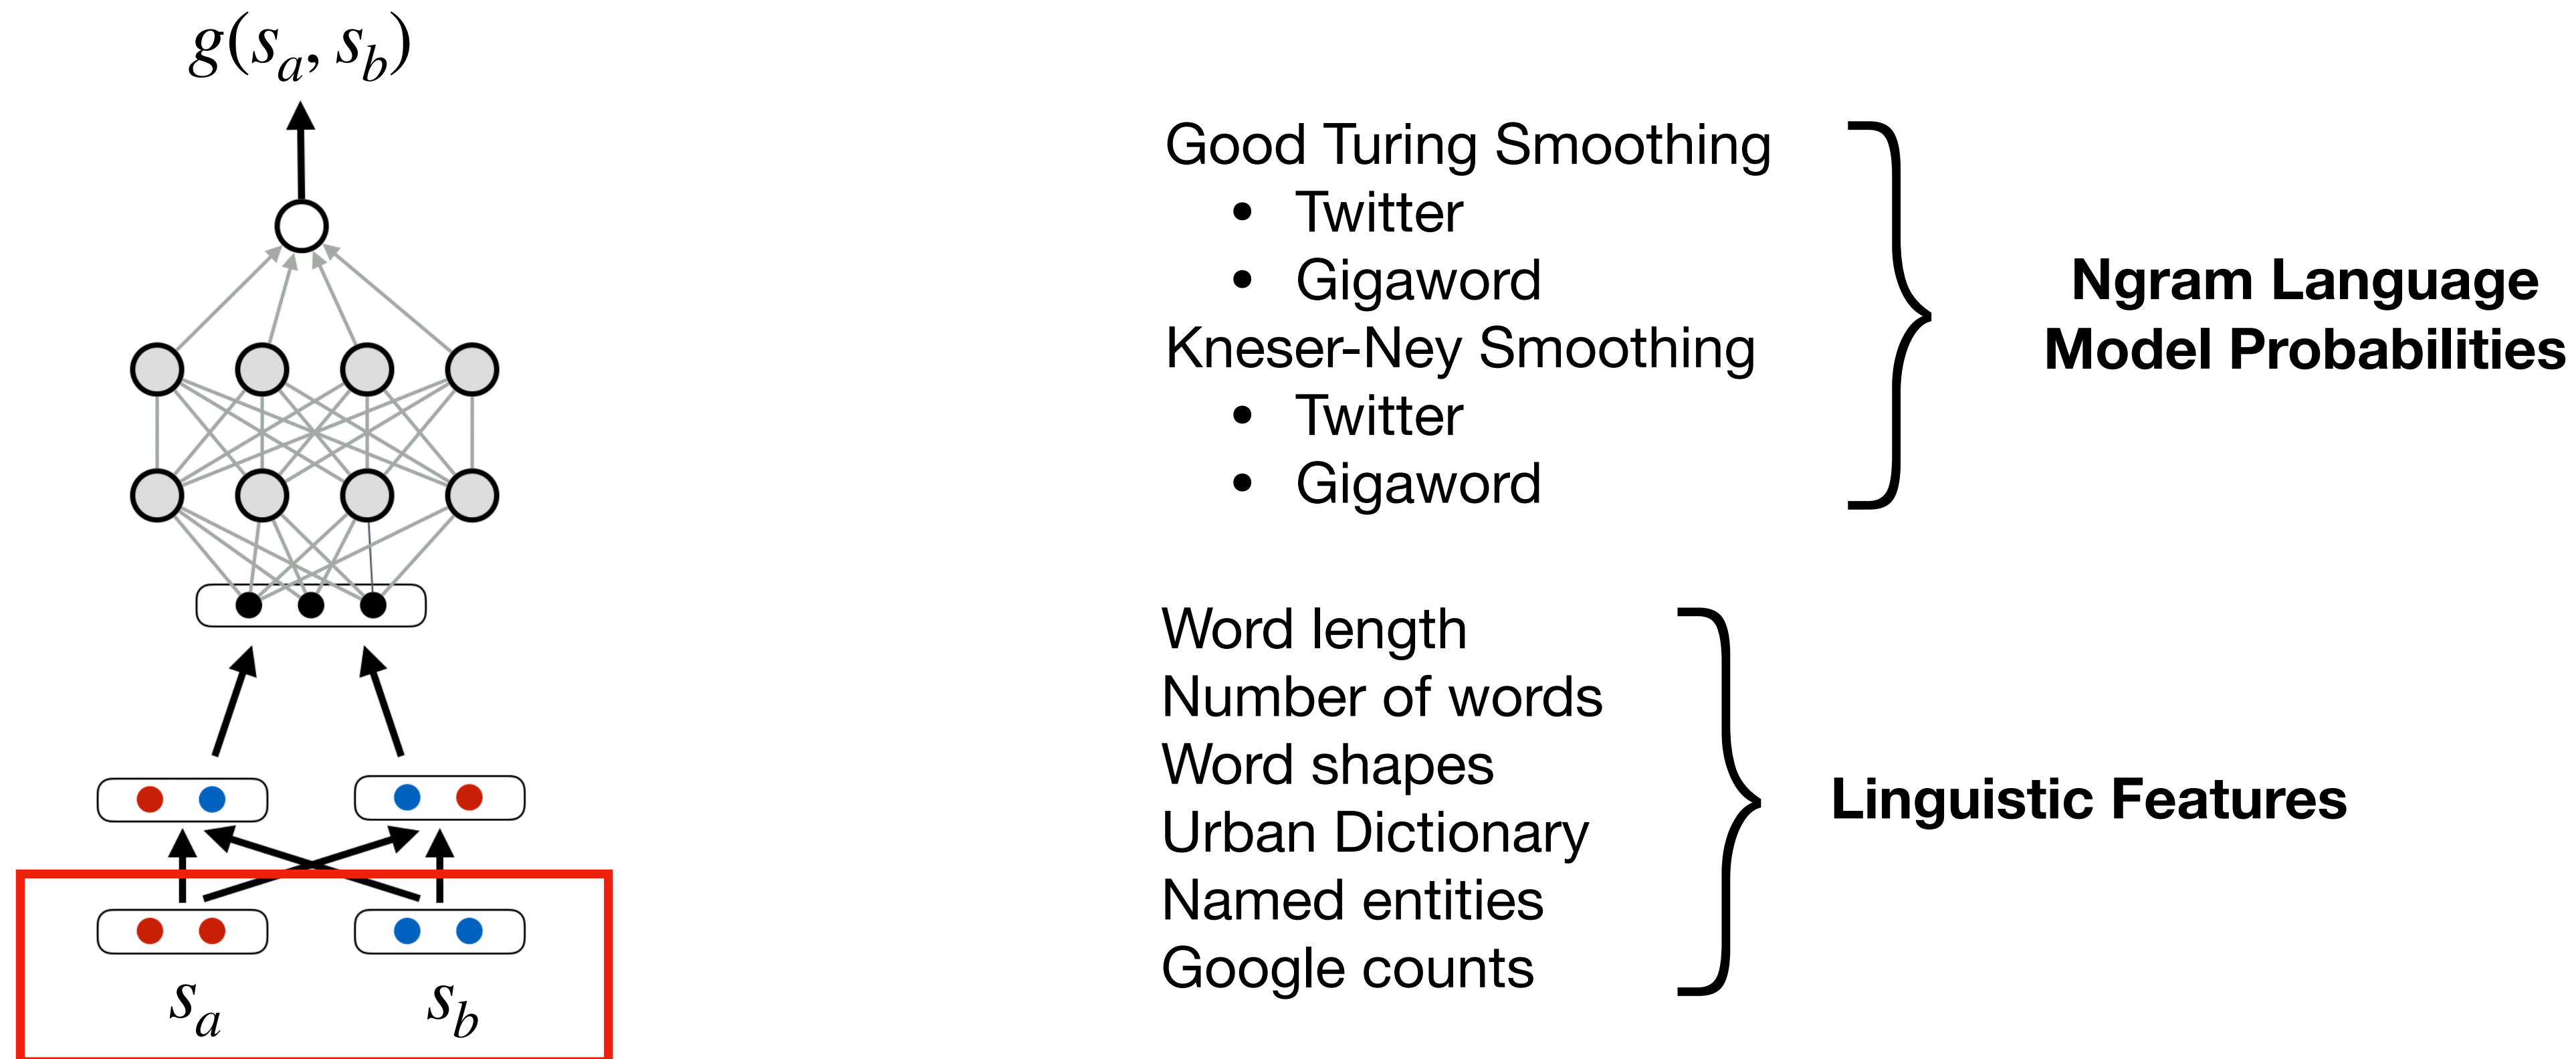 g(s_a, s_b)
Good Turing Smoothing
• Twitter
• Gigaword
Kneser-Ney Smoothing
• Twitter
• Gigaword
Ngram Language
Model Probabilities
Word length
Number of words
Word shapes
Urban Dictionary
Named entities
Google counts
Linguistic Features
s_a
s_b